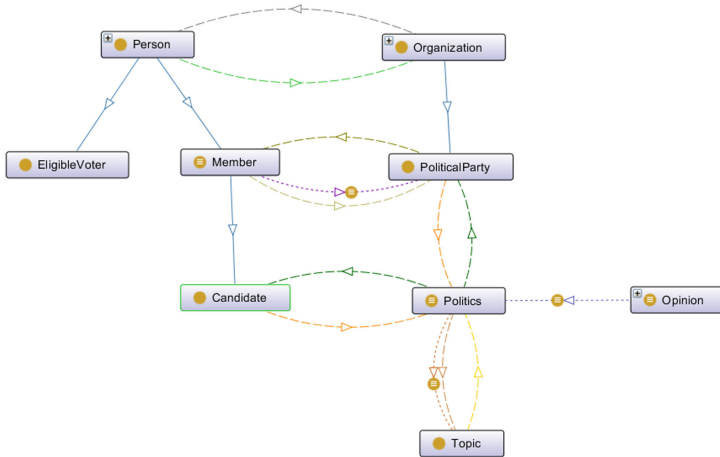 Person
Organization
EligibleVoter
Member
PoliticalParty
Candidate
Politics
Opinion
Topic